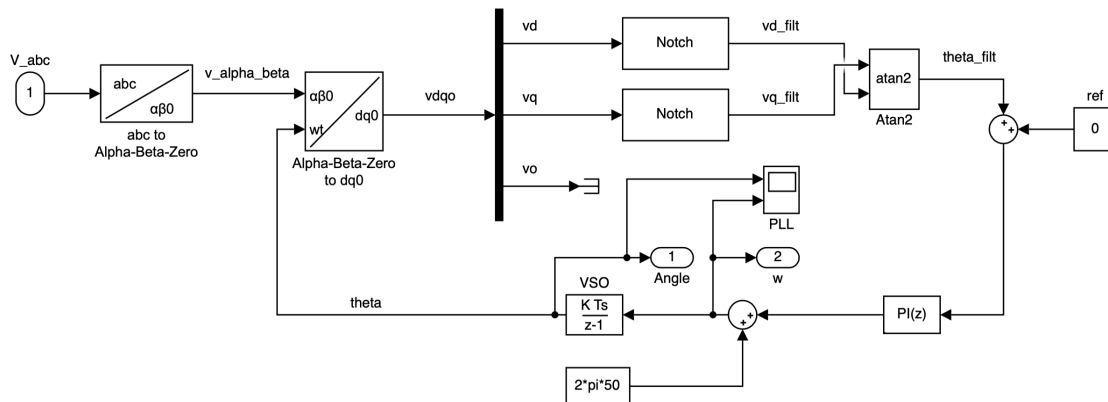 V_abc
1
abc
αβ0
abc to
Alpha-Beta-Zero
v_alpha_beta
αβ0
wt
dq0
Alpha-Beta-Zero
to dq0
vdqo
vd
Notch
vd_filt
vq
Notch
vq_filt
vo
atan2
Atan2
theta_filt
ref
0
+
+
PLL
1
Angle
2
w
VSO
K Ts
z-1
theta
+
+
PI(z)
2*pi*50